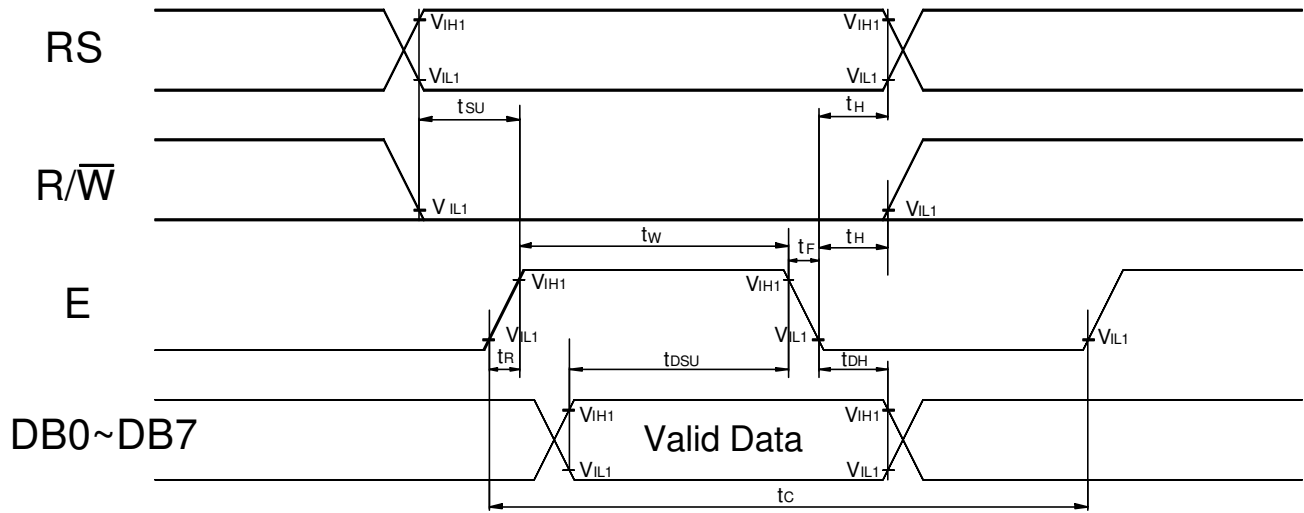 RS
VIH1
VIH1
VIL1
VIL1
tSU
tH
R/W̅
VIL1
VIL1
tW
tF
tH
E
VIH1
VIH1
VIL1
VIL1
VIL1
tR
tDSU
tDH
DB0~DB7
VIH1
Valid Data
VIH1
VIL1
VIL1
tC